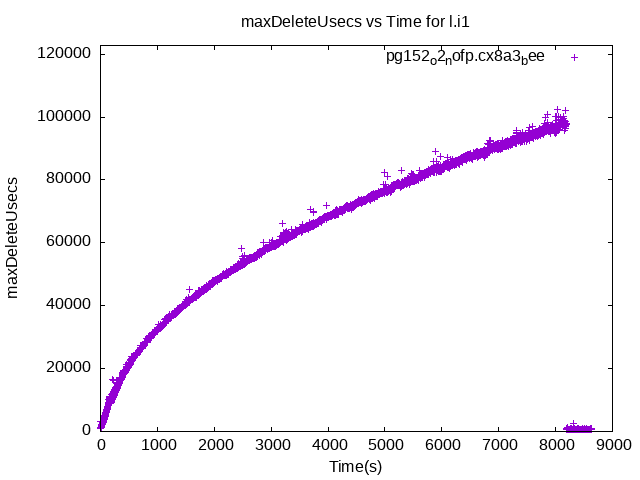 maxDeleteUsecs vs Time for l.i1
pg152_o2_nofp.cx8a3_bee
120000
100000
80000
60000
40000
20000
0
maxDeleteUsecs
0 1000 2000 3000 4000 5000 6000 7000 8000 9000
Time(s)